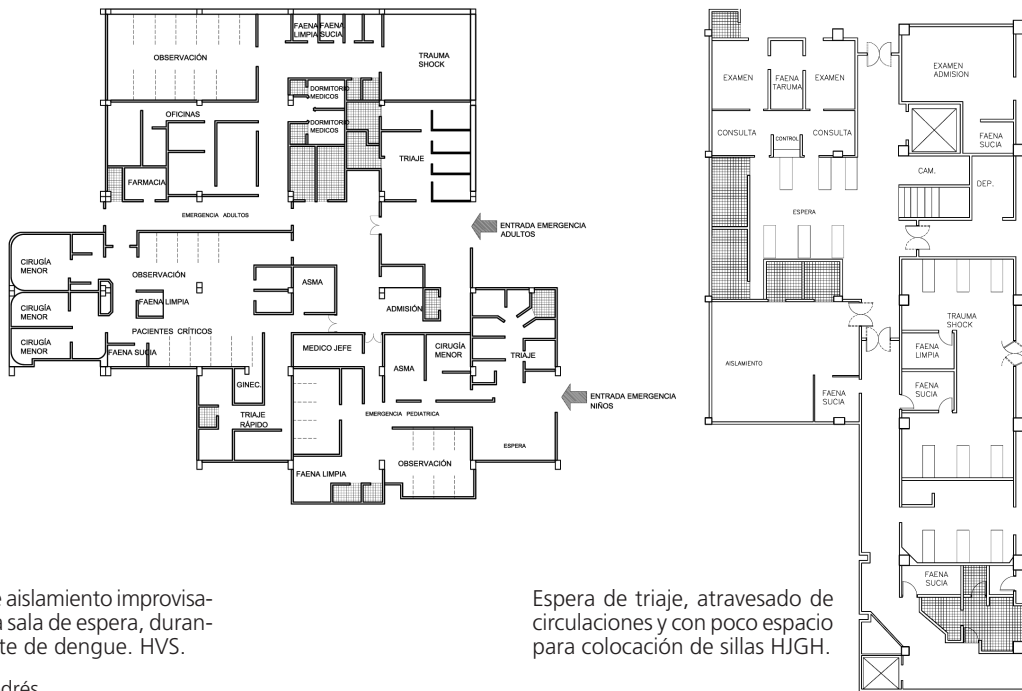 OBSERVACIÓN
FAENA FAENA
LIMPIA SUCIA
TRAUMA
SHOCK
DORMITORIO
MEDICOS
DORMITORIO
MEDICOS
OFICINAS
TRIAJE
FARMACIA
EMERGENCIA ADULTOS
ENTRADA EMERGENCIA
ADULTOS
CIRUGÍA
MENOR
OBSERVACIÓN
ASMA
FAENA LIMPIA
ADMISIÓN
CIRUGÍA
MENOR
PACIENTES CRÍTICOS
CIRUGÍA
MENOR
FAENA SUCIA
MEDICO JEFE
CIRUGÍA
MENOR
ASMA
TRIAJE
GINEC.
ENTRADA EMERGENCIA
NIÑOS
TRIAJE
RÁPIDO
EMERGENCIA PEDIATRICA
ESPERA
OBSERVACIÓN
FAENA LIMPIA
EXAMEN
FAENA
TARUMA
EXAMEN
EXAMEN
ADMISION
CONSULTA
CONTROL
CONSULTA
FAENA
SUCIA
CAM.
DEP.
ESPERA
TRAUMA
SHOCK
FAENA
LIMPIA
AISLAMIENTO
FAENA
SUCIA
FAENA
SUCIA
FAENA
SUCIA
aislamiento improvisa-
sala de espera, duran-
te de dengue. HVS.
drés
Espera de triaje, atravesado de
circulaciones y con poco espacio
para colocación de sillas HJGH.